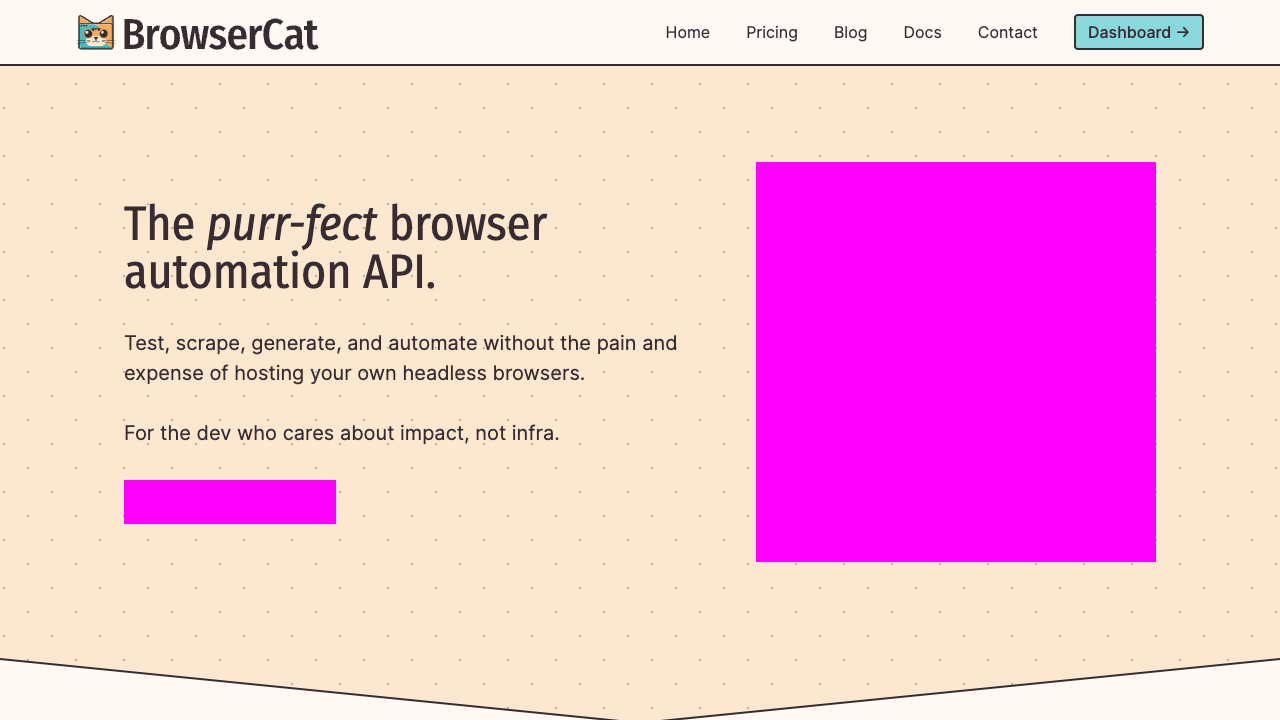 BrowserCat
Home
Pricing
Blog
Docs
Contact
Dashboard →
The purr-fect browser
automation API.
Test, scrape, generate, and automate without the pain and
expense of hosting your own headless browsers.
For the dev who cares about impact, not infra.